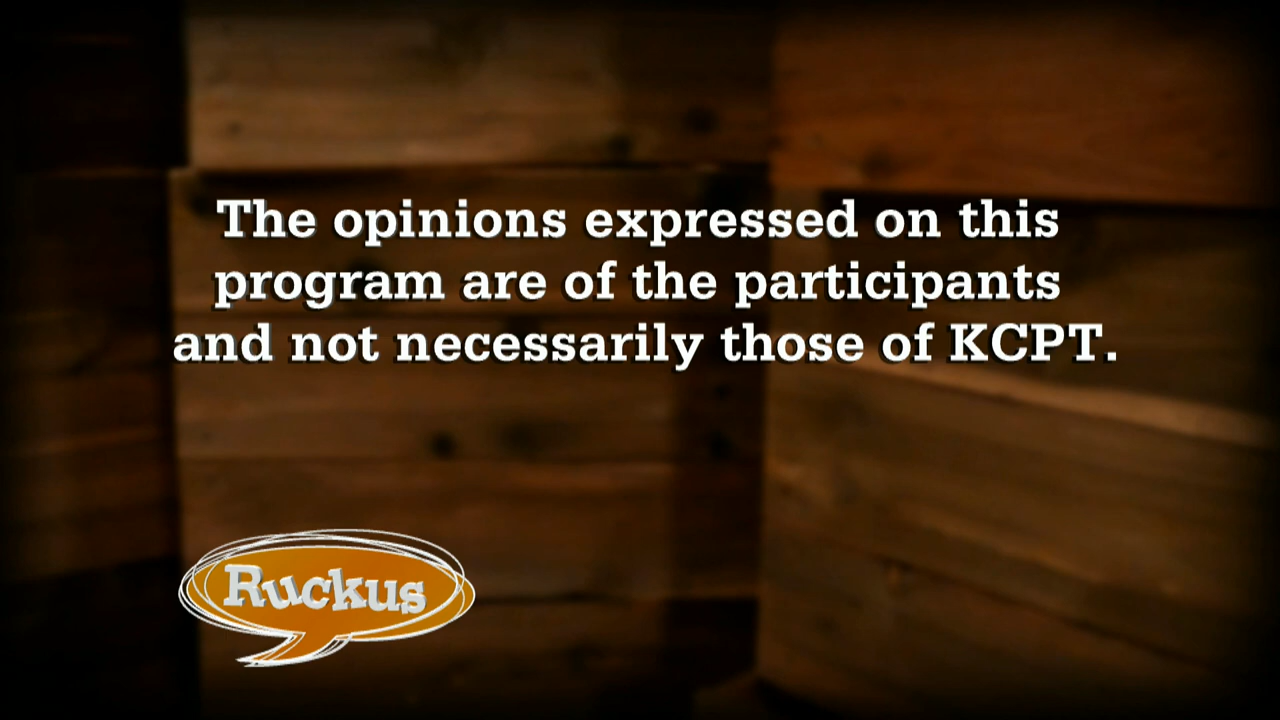 The opinions expressed on this
program are of the participants
and not necessarily those of KCPT.
Ruckus